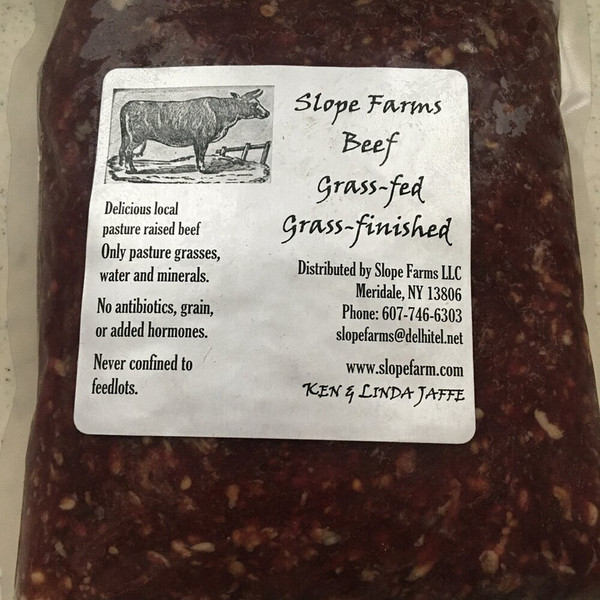 Slope Farms
Beef
Grass-fed
Grass-finished
Delicious local
pasture raised beef
Only pasture grasses,
water and minerals.
No antibiotics, grain,
or added hormones.
Never confined to
feedlots.
Distributed by Slope Farms LLC
Meridale, NY 13806
Phone: 607-746-6303
slopefarms@delhitel.net
www.slopefarm.com
KEN & LINDA JAFFE